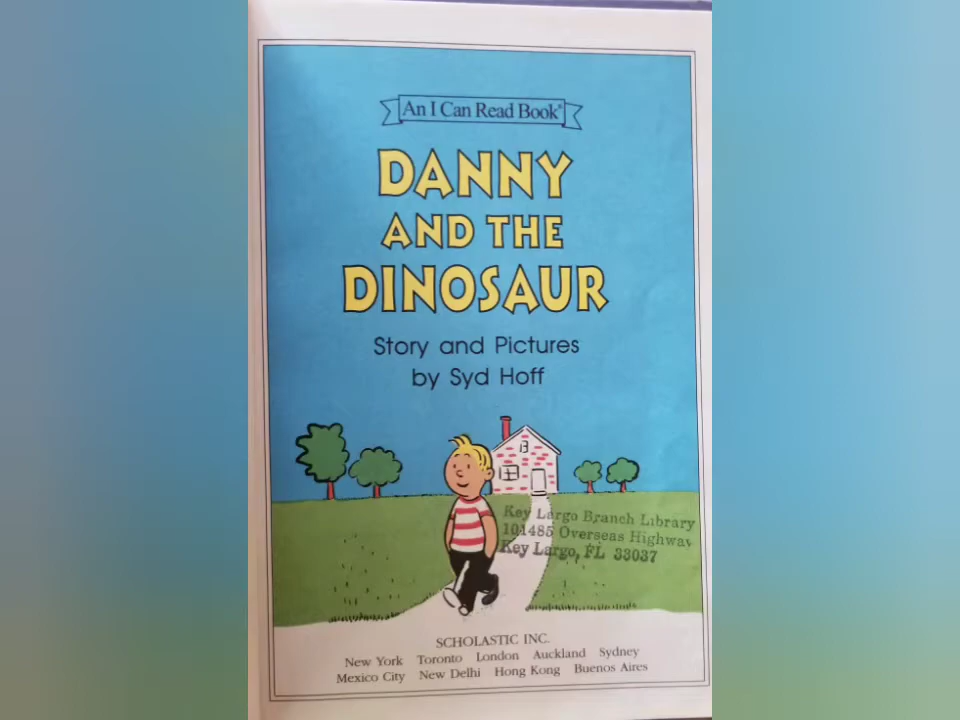 An I Can Read Book®
DANNY
AND THE
DINOSAUR
Story and Pictures
by Syd Hoff
Key Largo Branch Library
101485 Overseas Highway
Key Largo, FL 33037
SCHOLASTIC INC.
New York Toronto London Auckland Sydney
Mexico City New Delhi Hong Kong Buenos Aires